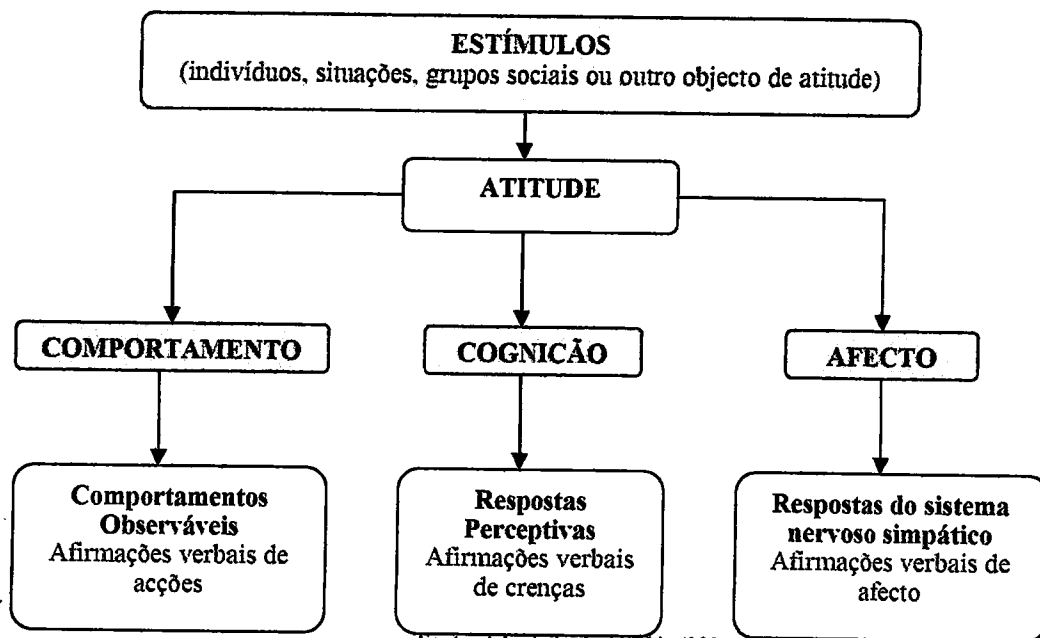 ESTÍMULOS
(indivíduos, situações, grupos sociais ou outro objecto de atitude)
ATITUDE
COMPORTAMENTO
COGNICÃO
AFECTO
Comportamentos
Observáveis
Afirmações verbais de
acções
Respostas
Perceptivas
Afirmações verbais
de crenças
Respostas do sistema
nervoso simpático
Afirmações verbais de
afecto